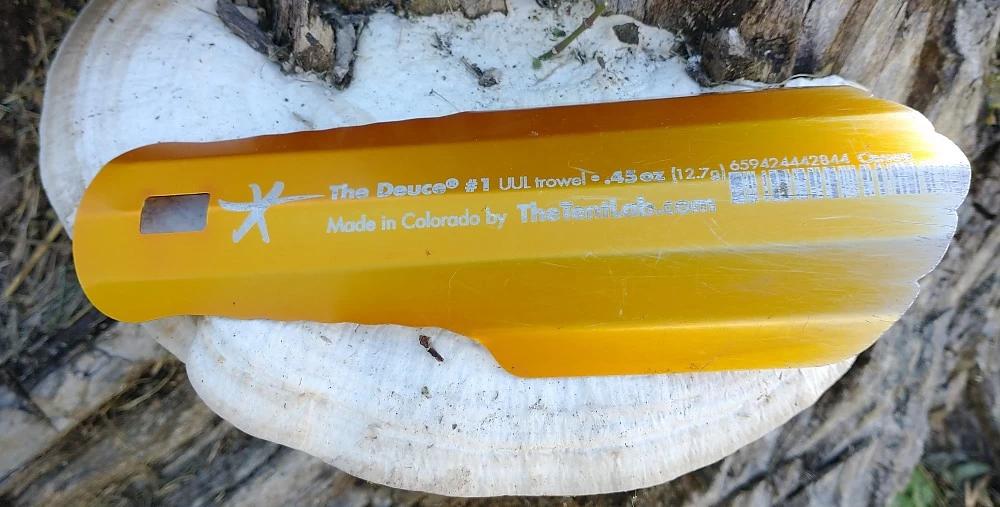 The Deuce® #1 UUL trowel • .45 oz (12.7g)
Made in Colorado by TheTentLab.com
659424442844